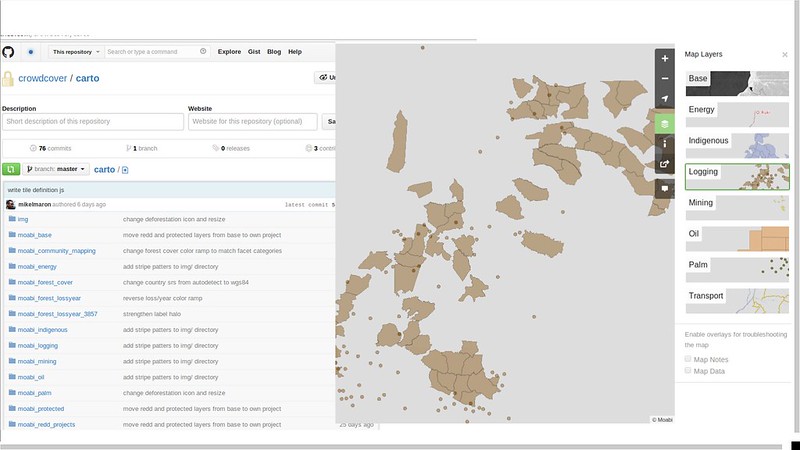 This repository
Search or type a command
Explore Gist Blog Help
crowdcover / carto
Description
Website
Short description of this repository
Website for this repository (optional)
76 commits
1 branch
0 releases
branch: master
carto /
write tile definition js
mikelmaron authored 6 days ago
latest commit
img change deforestation icon and resize
moabi_base move redd and protected layers from base to own project
moabi_community_mapping change forest cover color ramp to match facet categories
moabi_energy add stripe patters to img/ directory
moabi_forest_cover change country srs from autodetect to wgs84
moabi_forest_lossyear reverse loss/year color ramp
moabi_forest_lossyear_3857 strengthen label halo
moabi_indigenous add stripe patters to img/ directory
moabi_logging add stripe patters to img/ directory
moabi_mining add stripe patters to img/ directory
moabi_oil add stripe patters to img/ directory
moabi_palm change deforestation icon and resize
moabi_protected move redd and protected layers from base to own project
moabi_redd_projects move redd and protected layers from base to own project
25 days ago
© Moabi
Map Layers
Base
Energy
Indigenous
Logging
Mining
Oil
Palm
Transport
Enable overlays for troubleshooting
the map
Map Notes
Map Data